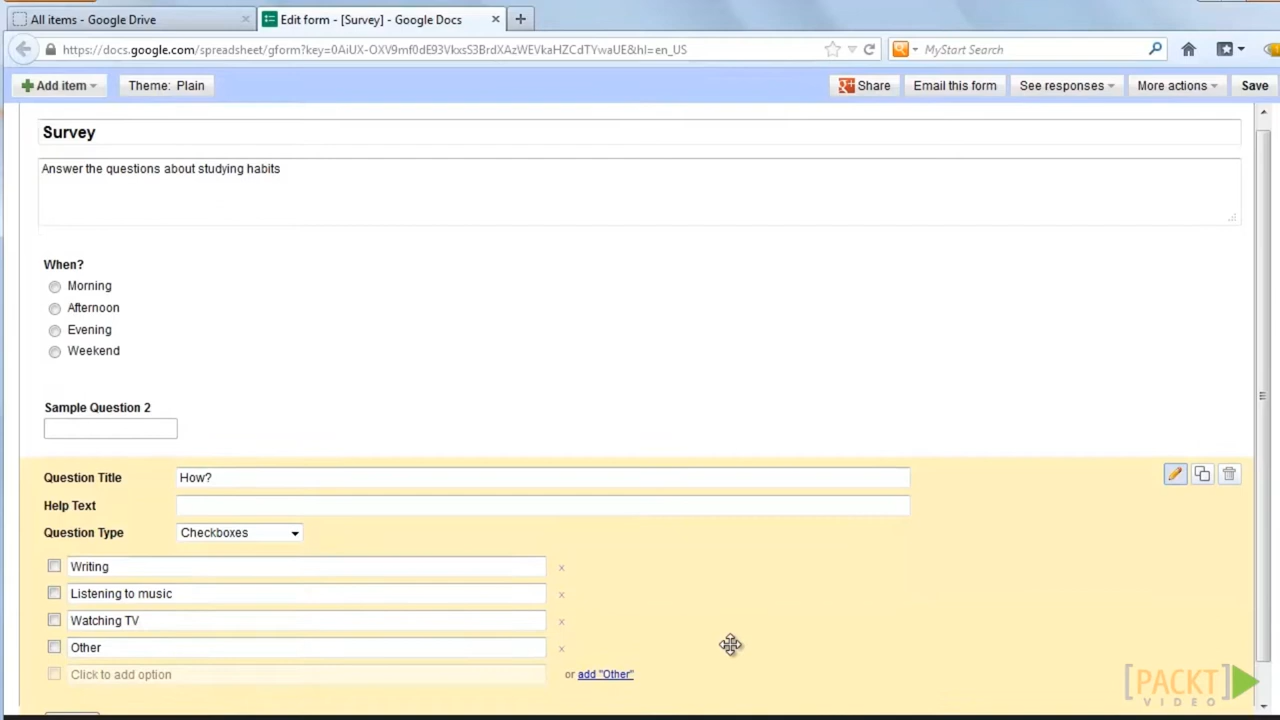 All items - Google Drive
Edit form - [Survey] - Google Docs
https://docs.google.com/spreadsheet/gform?key=0AiUX-OXV9mf0dE93VkxsS3BrdXAzWEVkaHZCdTYwaUE&hl=en_US
MyStart Search
Add item
Theme: Plain
Share
Email this form
See responses
More actions
Save
Survey
Answer the questions about studying habits
When?
Morning
Afternoon
Evening
Weekend
Sample Question 2
Question Title How?
Help Text
Question Type Checkboxes
Writing x
Listening to music x
Watching TV x
Other x
Click to add option or add "Other"
[PACKT]
VIDEO